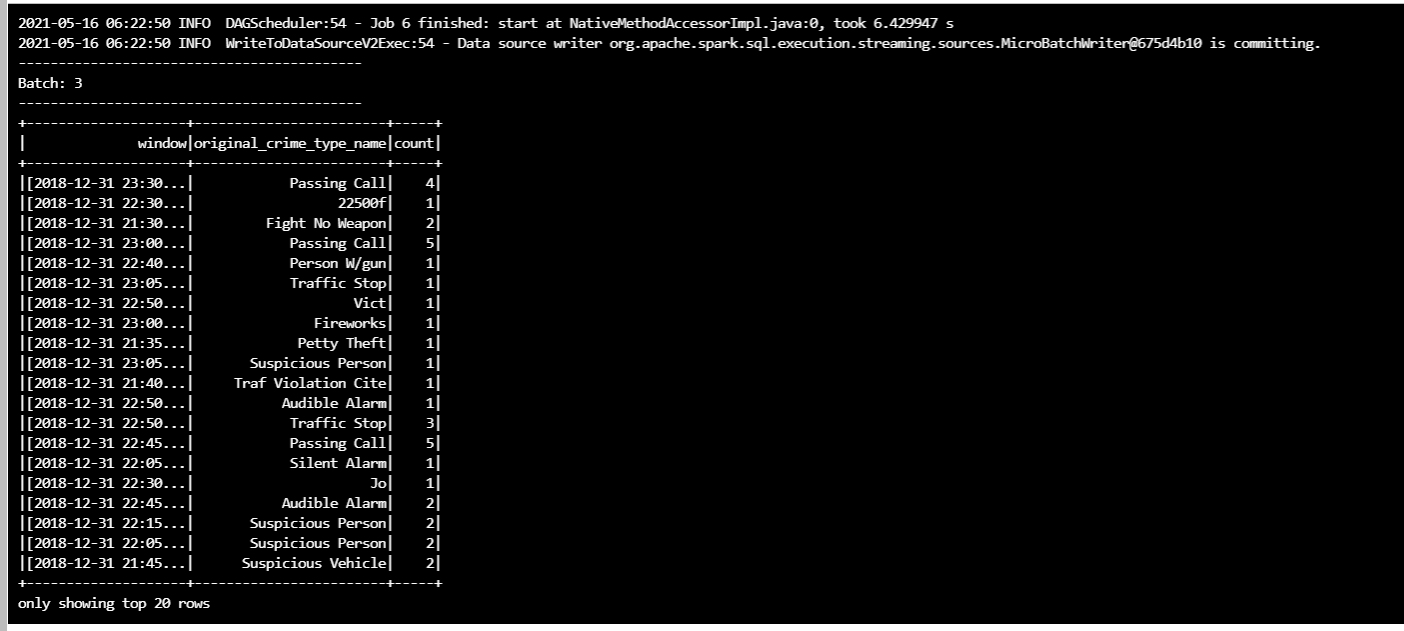 2021-05-16 06:22:50 INFO  DAGScheduler:54 - Job 6 finished: start at NativeMethodAccessorImpl.java:0, took 6.429947 s
2021-05-16 06:22:50 INFO  WriteToDataSourceV2Exec:54 - Data source writer org.apache.spark.sql.execution.streaming.sources.MicroBatchWriter@675d4b10 is committing.
-------------------------------------------
Batch: 3
-------------------------------------------
+--------------------+------------------------+-----+
|              window|original_crime_type_name|count|
+--------------------+------------------------+-----+
|[2018-12-31 23:30...|            Passing Call|    4|
|[2018-12-31 22:30...|                  22500f|    1|
|[2018-12-31 21:30...|         Fight No Weapon|    2|
|[2018-12-31 23:00...|            Passing Call|    5|
|[2018-12-31 22:40...|            Person W/gun|    1|
|[2018-12-31 23:05...|            Traffic Stop|    1|
|[2018-12-31 22:50...|                    Vict|    1|
|[2018-12-31 23:00...|               Fireworks|    1|
|[2018-12-31 21:35...|             Petty Theft|    1|
|[2018-12-31 23:05...|       Suspicious Person|    1|
|[2018-12-31 21:40...|     Traf Violation Cite|    1|
|[2018-12-31 22:50...|           Audible Alarm|    1|
|[2018-12-31 22:50...|            Traffic Stop|    3|
|[2018-12-31 22:45...|            Passing Call|    5|
|[2018-12-31 22:05...|            Silent Alarm|    1|
|[2018-12-31 22:30...|                      Jo|    1|
|[2018-12-31 22:45...|           Audible Alarm|    2|
|[2018-12-31 22:15...|       Suspicious Person|    2|
|[2018-12-31 22:05...|       Suspicious Person|    2|
|[2018-12-31 21:45...|      Suspicious Vehicle|    2|
+--------------------+------------------------+-----+
only showing top 20 rows